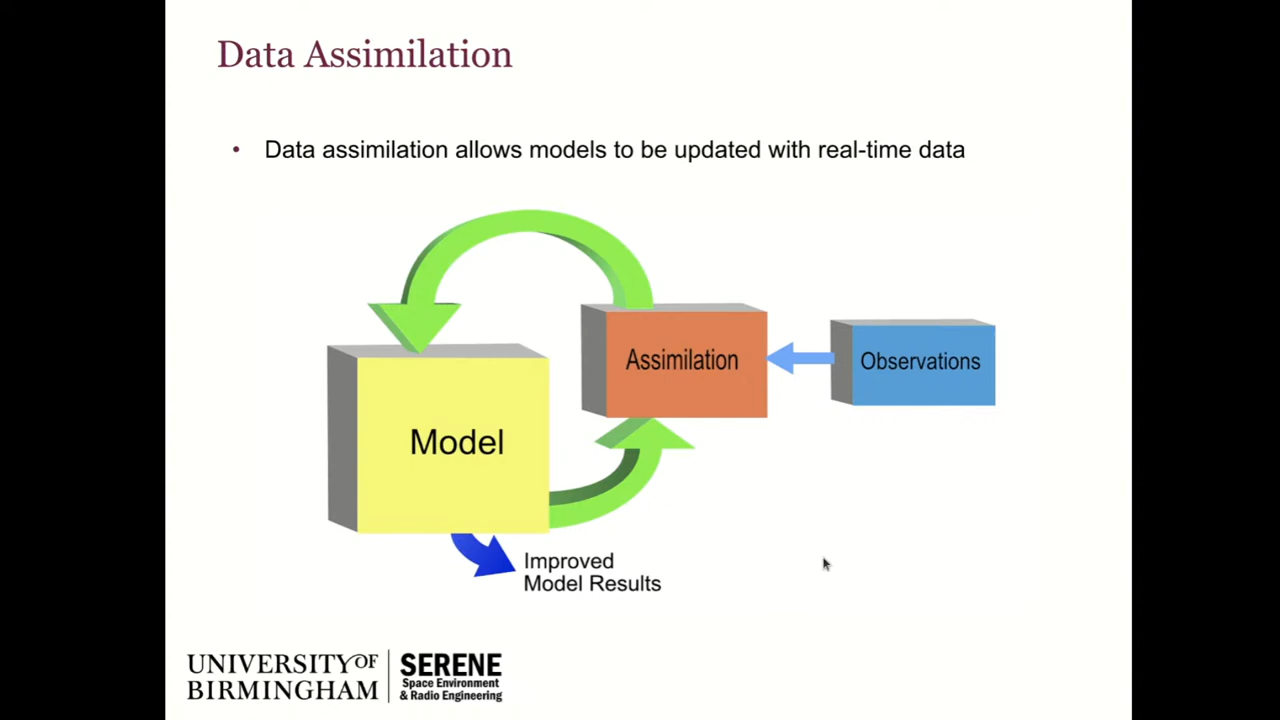 Data Assimilation
• Data assimilation allows models to be updated with real-time data
Assimilation
Observations
Model
Improved
Model Results
UNIVERSITY OF
BIRMINGHAM
SERENE
Space Environment
& Radio Engineering